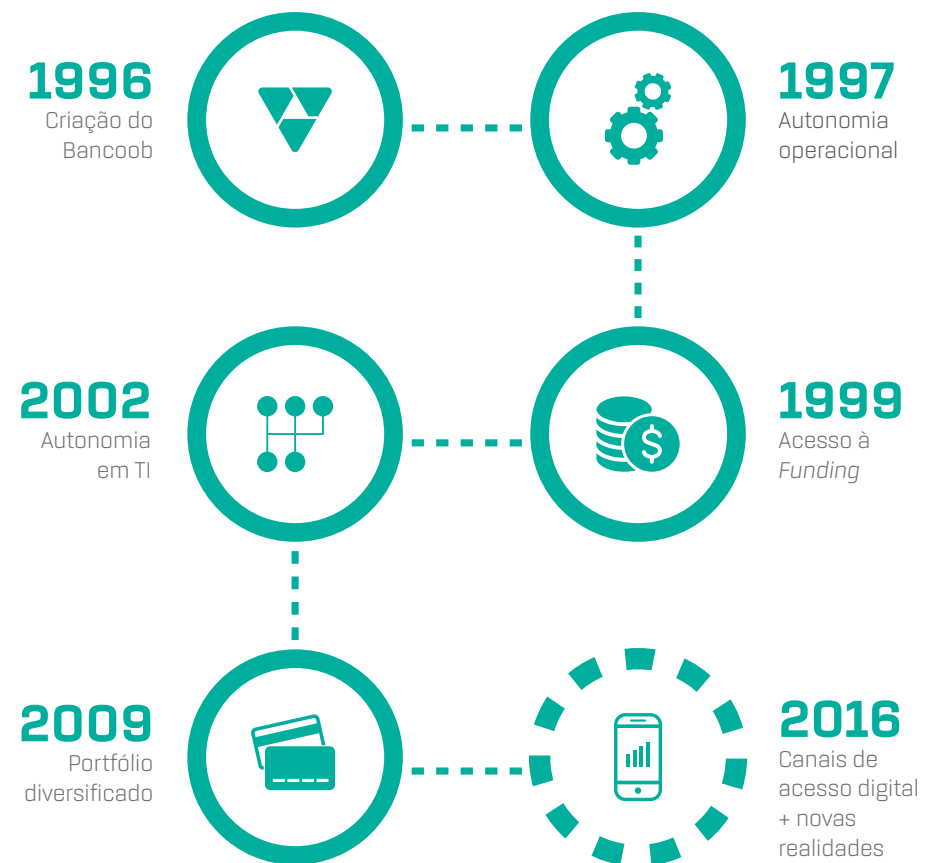 1996
Criação do
Bancoob
1997
Autonomia
operacional
1999
Acesso à
Funding
2002
Autonomia
em TI
2009
Portfólio
diversificado
2016
Canais de
acesso digital
+ novas
realidades
$